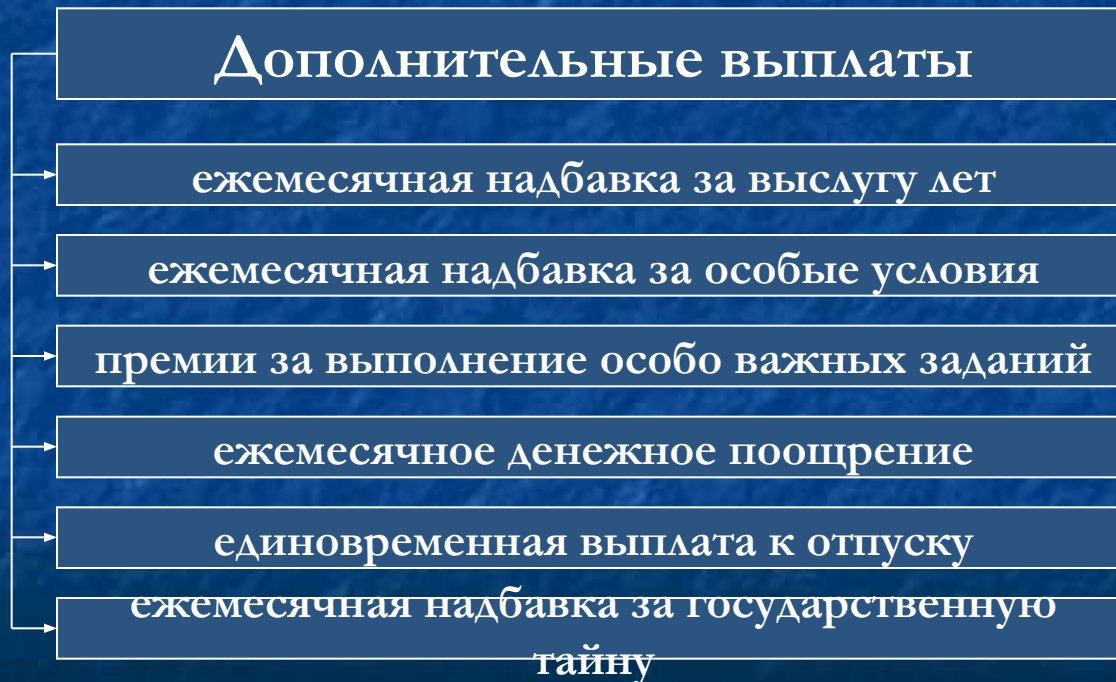 Дополнительные выплаты
ежемесячная надбавка за выслугу лет
ежемесячная надбавка за особые условия
премии за выполнение особо важных заданий
ежемесячное денежное поощрение
единовременная выплата к отпуску
ежемесячная надбавка за государственную
тайну